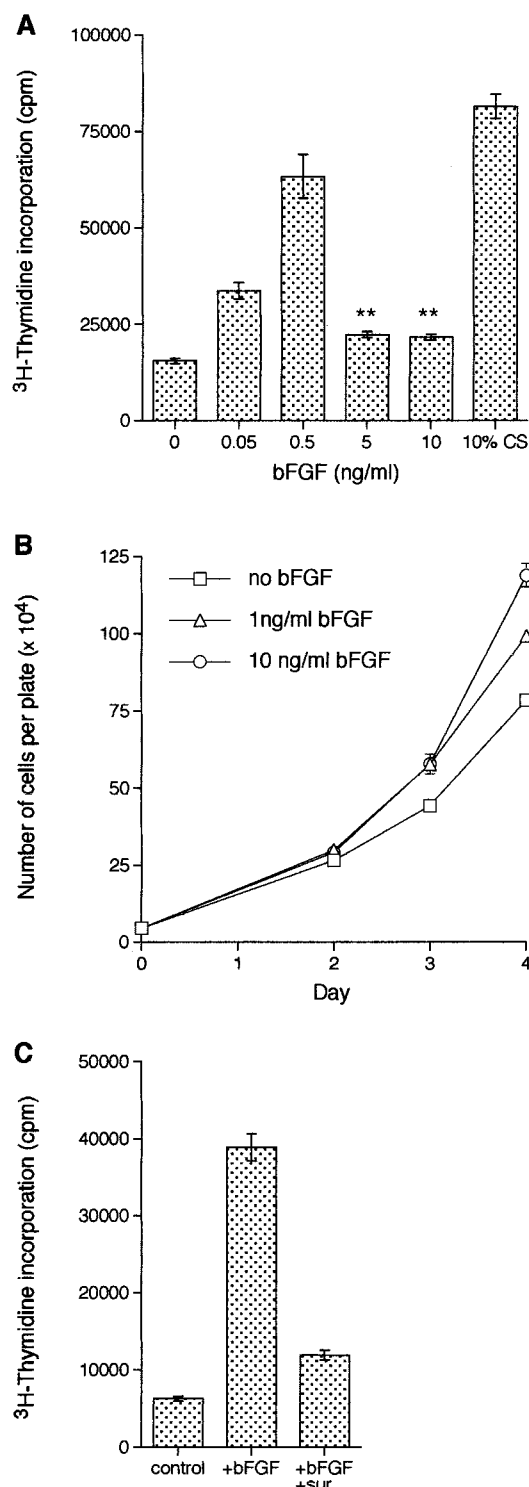 A
³H-Thymidine incorporation (cpm)
100000
75000
50000
25000
0
** **
0 0.05 0.5 5 10 10% CS
bFGF (ng/ml)
B
Number of cells per plate (x 10⁴)
125
100
75
50
25
0
no bFGF
1ng/ml bFGF
10 ng/ml bFGF
0 1 2 3 4
Day
C
³H-Thymidine incorporation (cpm)
50000
40000
30000
20000
10000
0
control +bFGF +bFGF
+sur